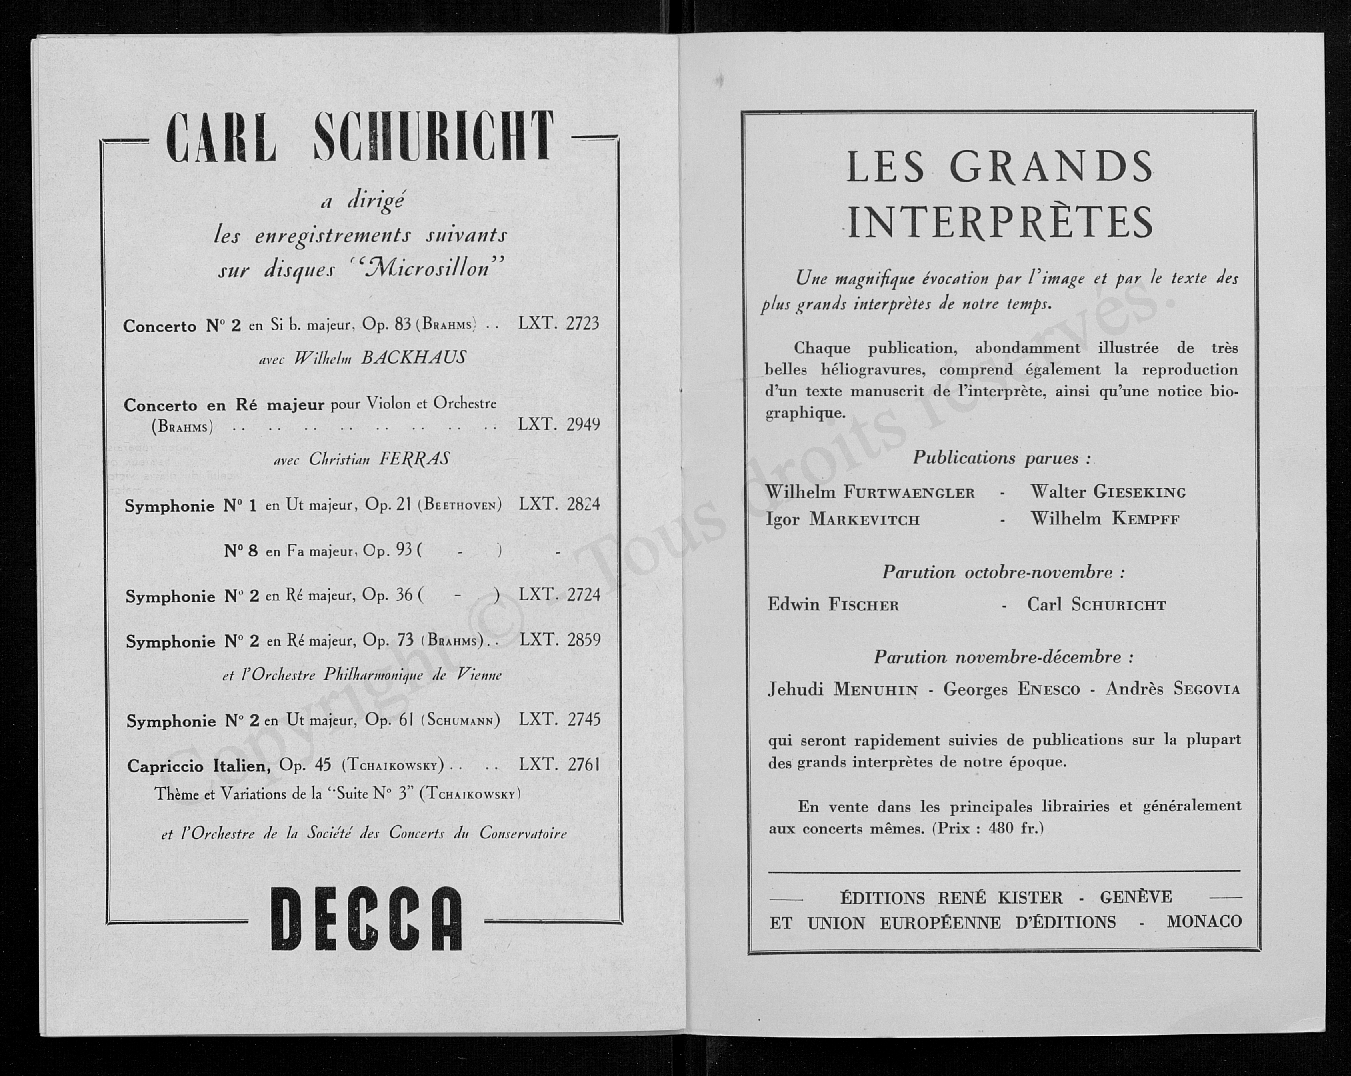 CARL SCHURICHT
a dirigé
les enregistrements suivants
sur disques "Microsillon"
Concerto N° 2 en Si b. majeur, Op. 83 (BRAHMS) . . LXT. 2723
avec Wilhelm BACKHAUS
Concerto en Ré majeur pour Violon et Orchestre
(BRAHMS) . . . . . . . . . . . . . . . . LXT. 2949
avec Christian FERRAS
Symphonie N° 1 en Ut majeur, Op. 21 (BEETHOVEN) LXT. 2824
N° 8 en Fa majeur, Op. 93 ( - ) -
Symphonie N° 2 en Ré majeur, Op. 36 ( - ) LXT. 2724
Symphonie N° 2 en Ré majeur, Op. 73 (BRAHMS) . . LXT. 2859
et l'Orchestre Philharmonique de Vienne
Symphonie N° 2 en Ut majeur, Op. 61 (SCHUMANN) LXT. 2745
Capriccio Italien, Op. 45 (TCHAIKOWSKY) . . . . LXT. 2761
Thème et Variations de la "Suite N° 3" (TCHAIKOWSKY)
et l'Orchestre de la Société des Concerts du Conservatoire
DECCA
LES GRANDS
INTERPRÈTES
Une magnifique évocation par l'image et par le texte des
plus grands interprètes de notre temps.
Chaque publication, abondamment illustrée de très
belles héliogravures, comprend également la reproduction
d'un texte manuscrit de l'interprète, ainsi qu'une notice bio-
graphique.
Publications parues :
Wilhelm FURTWAENGLER - Walter GIESEKING
Igor MARKEVITCH - Wilhelm KEMPFF
Parution octobre-novembre :
Edwin FISCHER - Carl SCHURICHT
Parution novembre-décembre :
Jehudi MENUHIN - Georges ENESCO - Andrès SEGOVIA
qui seront rapidement suivies de publications sur la plupart
des grands interprètes de notre époque.
En vente dans les principales librairies et généralement
aux concerts mêmes. (Prix : 480 fr.)
ÉDITIONS RENÉ KISTER - GENÈVE
ET UNION EUROPÉENNE D'ÉDITIONS - MONACO
Copyright © - Tous droits réservés.